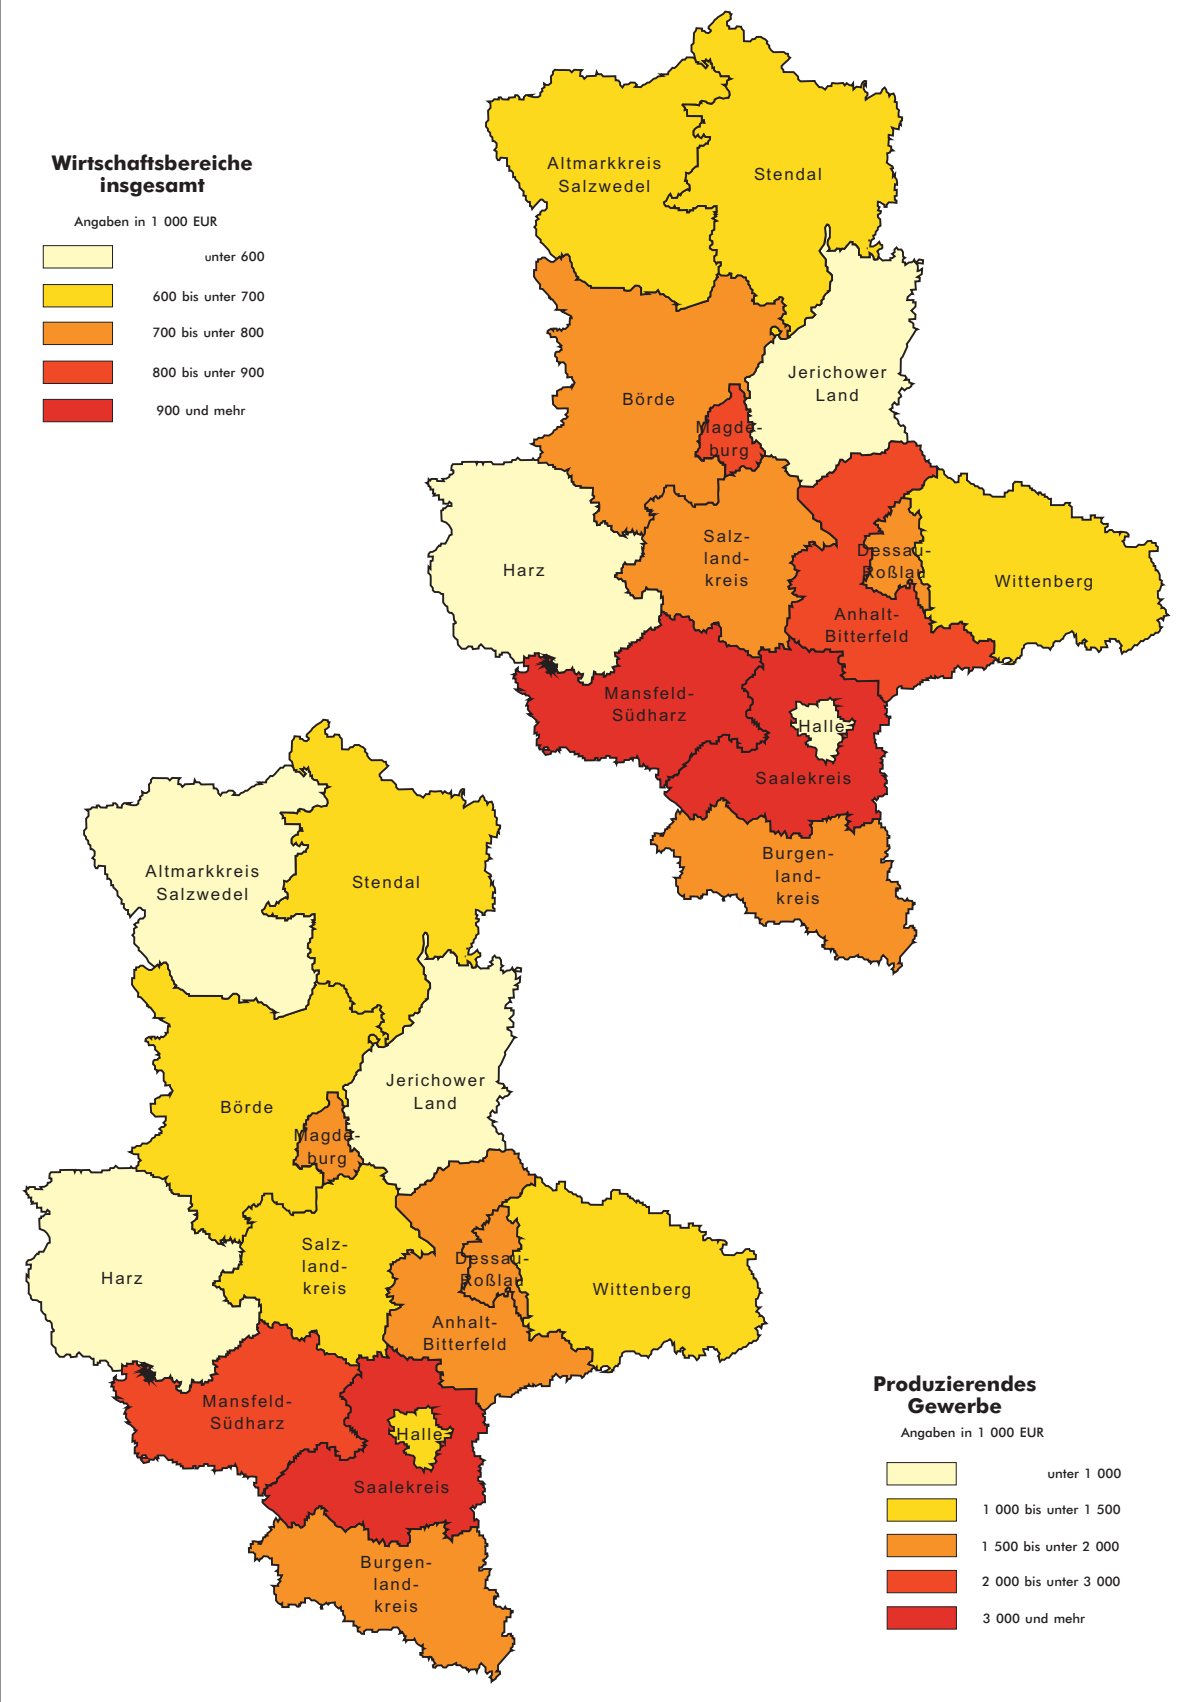 Wirtschaftsbereiche
insgesamt
Angaben in 1 000 EUR
unter 600
600 bis unter 700
700 bis unter 800
800 bis unter 900
900 und mehr
Altmarkkreis
Salzwedel
Stendal
Jerichower
Land
Börde
Magde-
burg
Harz
Salz-
land-
kreis
Dessau-
Roßlau
Wittenberg
Anhalt-
Bitterfeld
Mansfeld-
Südharz
Halle
Saalekreis
Burgen-
land-
kreis
Altmarkkreis
Salzwedel
Stendal
Jerichower
Land
Börde
Magde-
burg
Harz
Salz-
land-
kreis
Dessau-
Roßlau
Wittenberg
Anhalt-
Bitterfeld
Mansfeld-
Südharz
Halle
Saalekreis
Burgen-
land-
kreis
Produzierendes
Gewerbe
Angaben in 1 000 EUR
unter 1 000
1 000 bis unter 1 500
1 500 bis unter 2 000
2 000 bis unter 3 000
3 000 und mehr